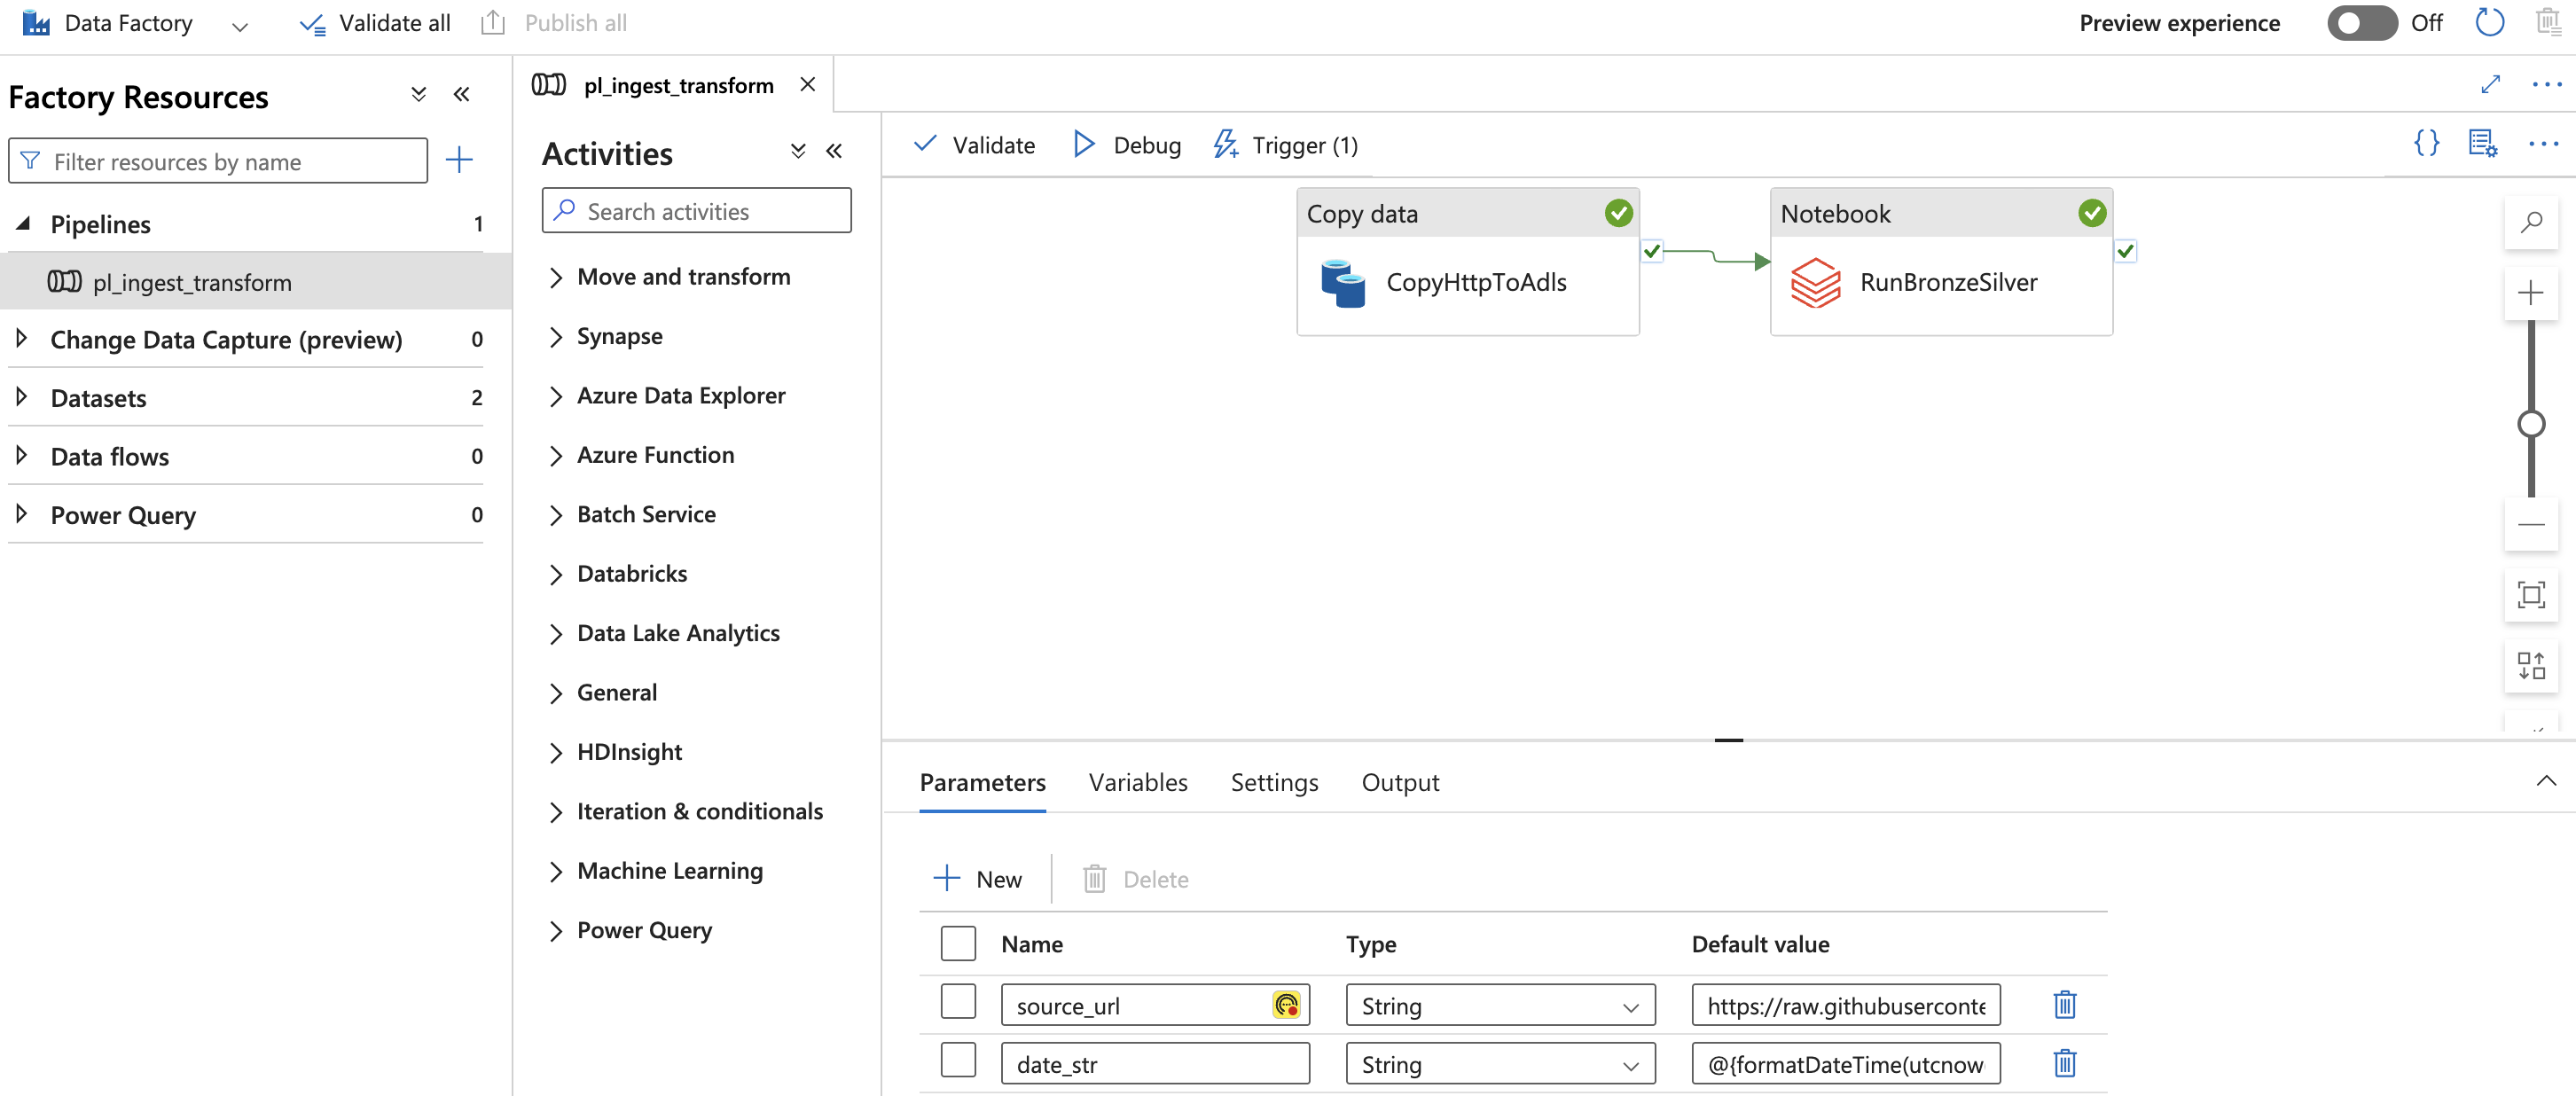 Data Factory
Validate all
Publish all
Preview experience
Off
Factory Resources
Filter resources by name
Pipelines 1
pl_ingest_transform
Change Data Capture (preview) 0
Datasets 2
Data flows 0
Power Query 0
pl_ingest_transform
Activities
Search activities
Move and transform
Synapse
Azure Data Explorer
Azure Function
Batch Service
Databricks
Data Lake Analytics
General
HDInsight
Iteration & conditionals
Machine Learning
Power Query
Validate
Debug
Trigger (1)
{}
Copy data
CopyHttpToAdls
Notebook
RunBronzeSilver
Parameters Variables Settings Output
New
Delete
Name Type Default value
source_url String https://raw.githubuserconte
date_str String @{formatDateTime(utcnow